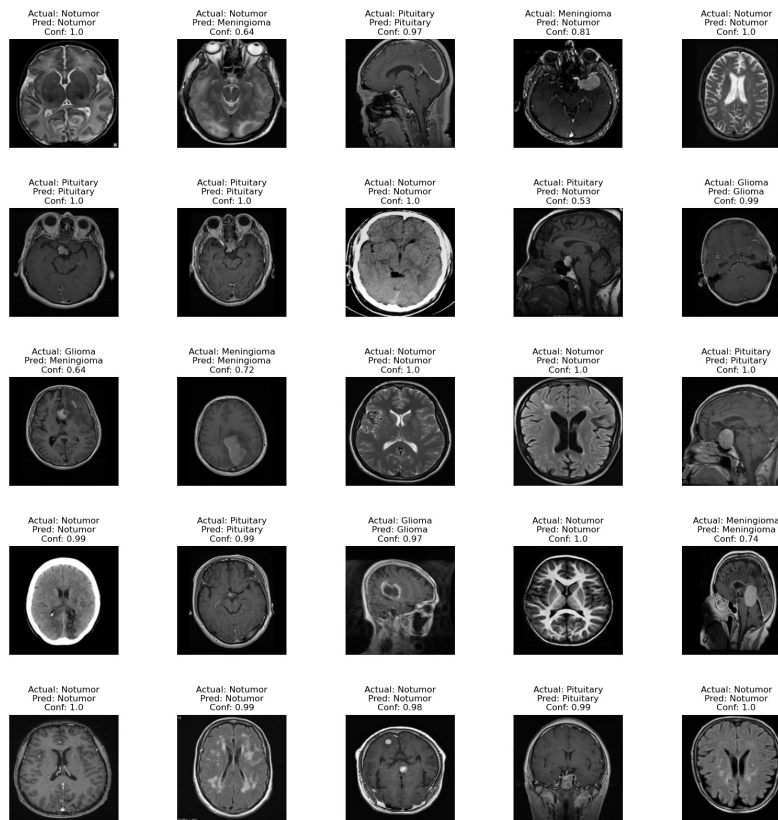 Actual: Notumor
Pred: Notumor
Conf: 1.0
Actual: Notumor
Pred: Meningioma
Conf: 0.64
Actual: Pituitary
Pred: Pituitary
Conf: 0.97
Actual: Meningioma
Pred: Notumor
Conf: 0.81
Actual: Notumor
Pred: Notumor
Conf: 1.0
Actual: Pituitary
Pred: Pituitary
Conf: 1.0
Actual: Pituitary
Pred: Pituitary
Conf: 1.0
Actual: Notumor
Pred: Notumor
Conf: 1.0
Actual: Pituitary
Pred: Notumor
Conf: 0.53
Actual: Glioma
Pred: Glioma
Conf: 0.99
Actual: Glioma
Pred: Meningioma
Conf: 0.64
Actual: Meningioma
Pred: Meningioma
Conf: 0.72
Actual: Notumor
Pred: Notumor
Conf: 1.0
Actual: Notumor
Pred: Notumor
Conf: 1.0
Actual: Pituitary
Pred: Pituitary
Conf: 1.0
Actual: Notumor
Pred: Notumor
Conf: 0.99
Actual: Pituitary
Pred: Pituitary
Conf: 0.99
Actual: Glioma
Pred: Glioma
Conf: 0.97
Actual: Notumor
Pred: Notumor
Conf: 1.0
Actual: Meningioma
Pred: Meningioma
Conf: 0.74
Actual: Notumor
Pred: Notumor
Conf: 1.0
Actual: Notumor
Pred: Notumor
Conf: 0.99
Actual: Notumor
Pred: Notumor
Conf: 0.98
Actual: Pituitary
Pred: Pituitary
Conf: 0.99
Actual: Notumor
Pred: Notumor
Conf: 1.0